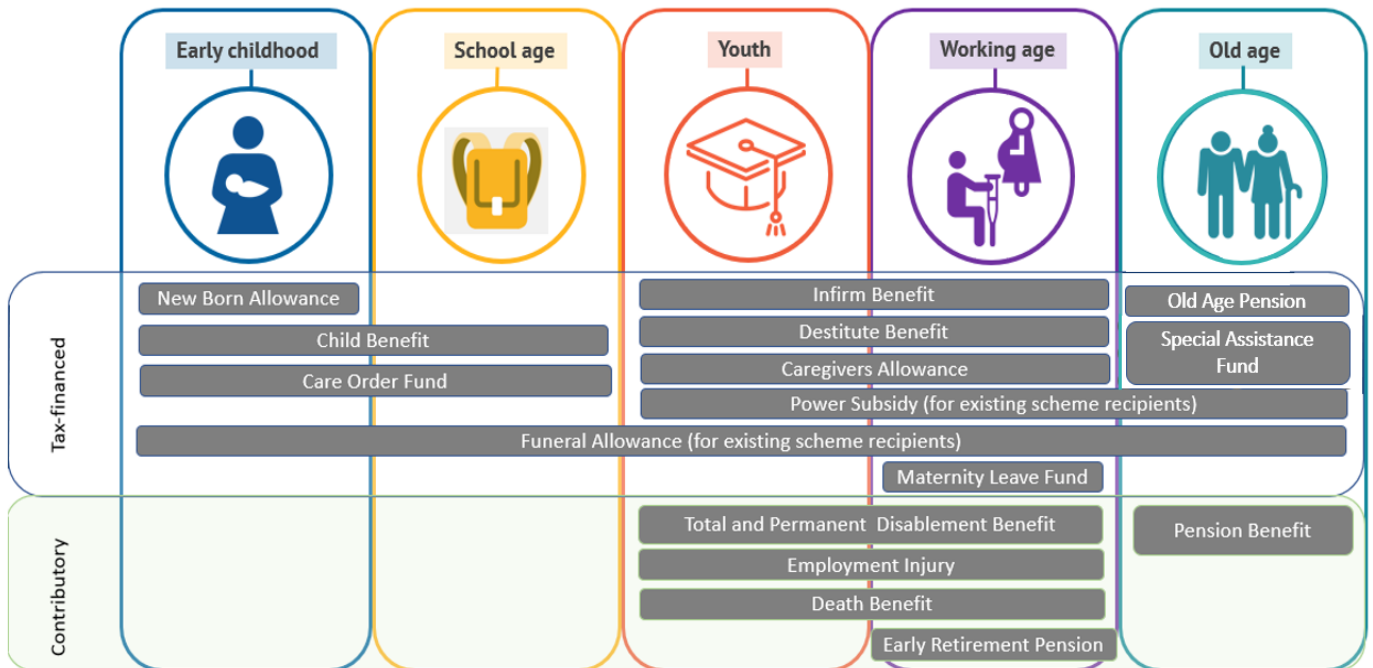 Early childhood
School age
Youth
Working age
Old age
Tax-financed
New Born Allowance
Infirm Benefit
Old Age Pension
Child Benefit
Destitute Benefit
Special Assistance
Fund
Care Order Fund
Caregivers Allowance
Power Subsidy (for existing scheme recipients)
Funeral Allowance (for existing scheme recipients)
Maternity Leave Fund
Contributory
Total and Permanent Disablement Benefit
Pension Benefit
Employment Injury
Death Benefit
Early Retirement Pension